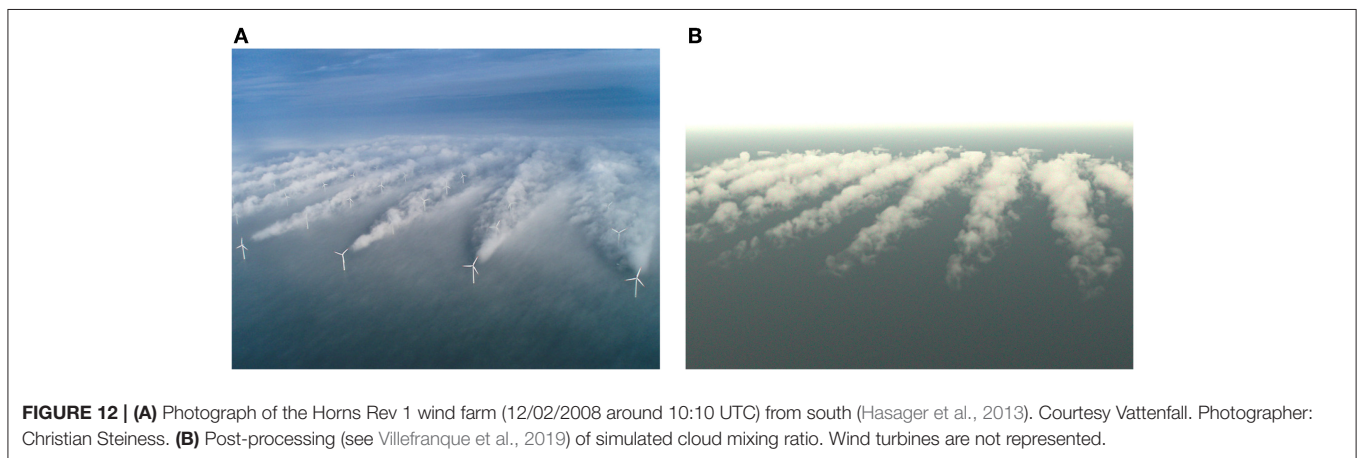 A
B
FIGURE 12 | (A) Photograph of the Horns Rev 1 wind farm (12/02/2008 around 10:10 UTC) from south (Hasager et al., 2013). Courtesy Vattenfall. Photographer:
Christian Steiness. (B) Post-processing (see Villefranque et al., 2019) of simulated cloud mixing ratio. Wind turbines are not represented.